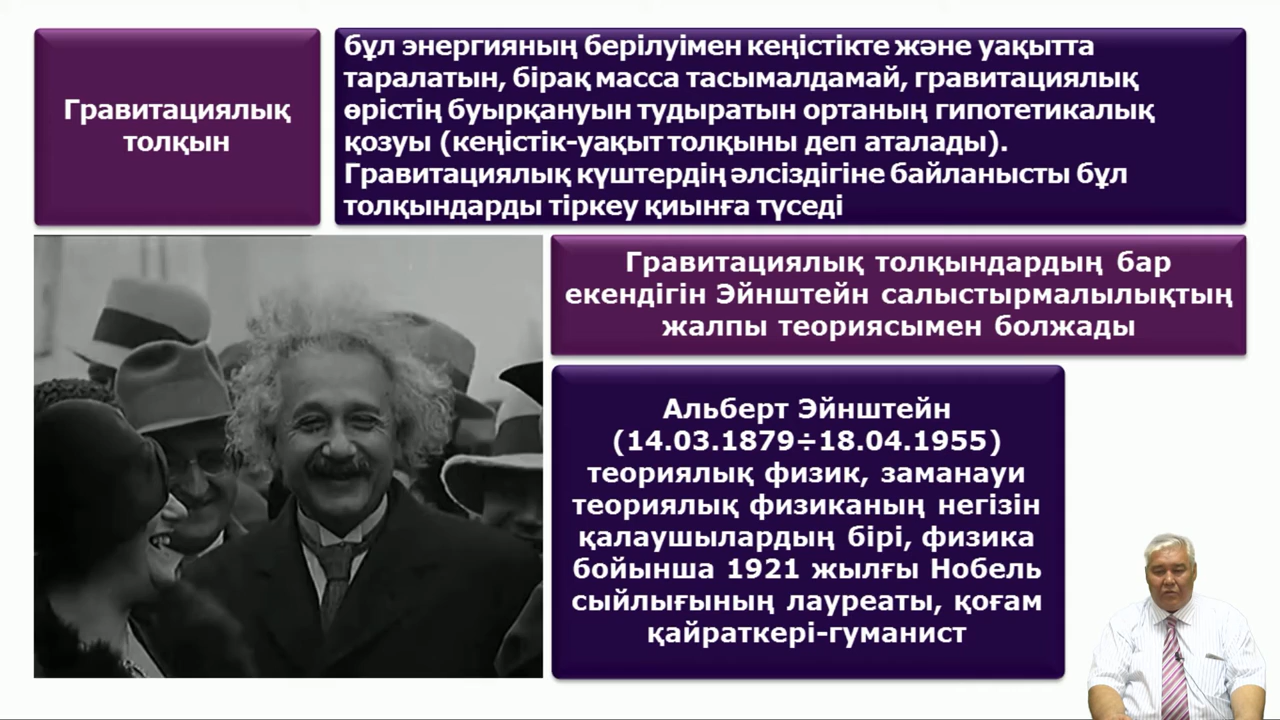 Гравитациялық
толқын
бұл энергияның берілуімен кеңістікте және уақытта
таралатын, бірақ масса тасымалдамай, гравитациялық
өрістің буырқануын тудыратын ортаның гипотетикалық
қозуы (кеңістік-уақыт толқыны деп аталады).
Гравитациялық күштердің әлсіздігіне байланысты бұл
толқындарды тіркеу қиынға түседі
Гравитациялық толқындардың бар
екендігін Эйнштейн салыстырмалылықтың
жалпы теориясымен болжады
Альберт Эйнштейн
(14.03.1879÷18.04.1955)
теориялық физик, заманауи
теориялық физиканың негізін
қалаушылардың бірі, физика
бойынша 1921 жылғы Нобель
сыйлығының лауреаты, қоғам
қайраткері-гуманист